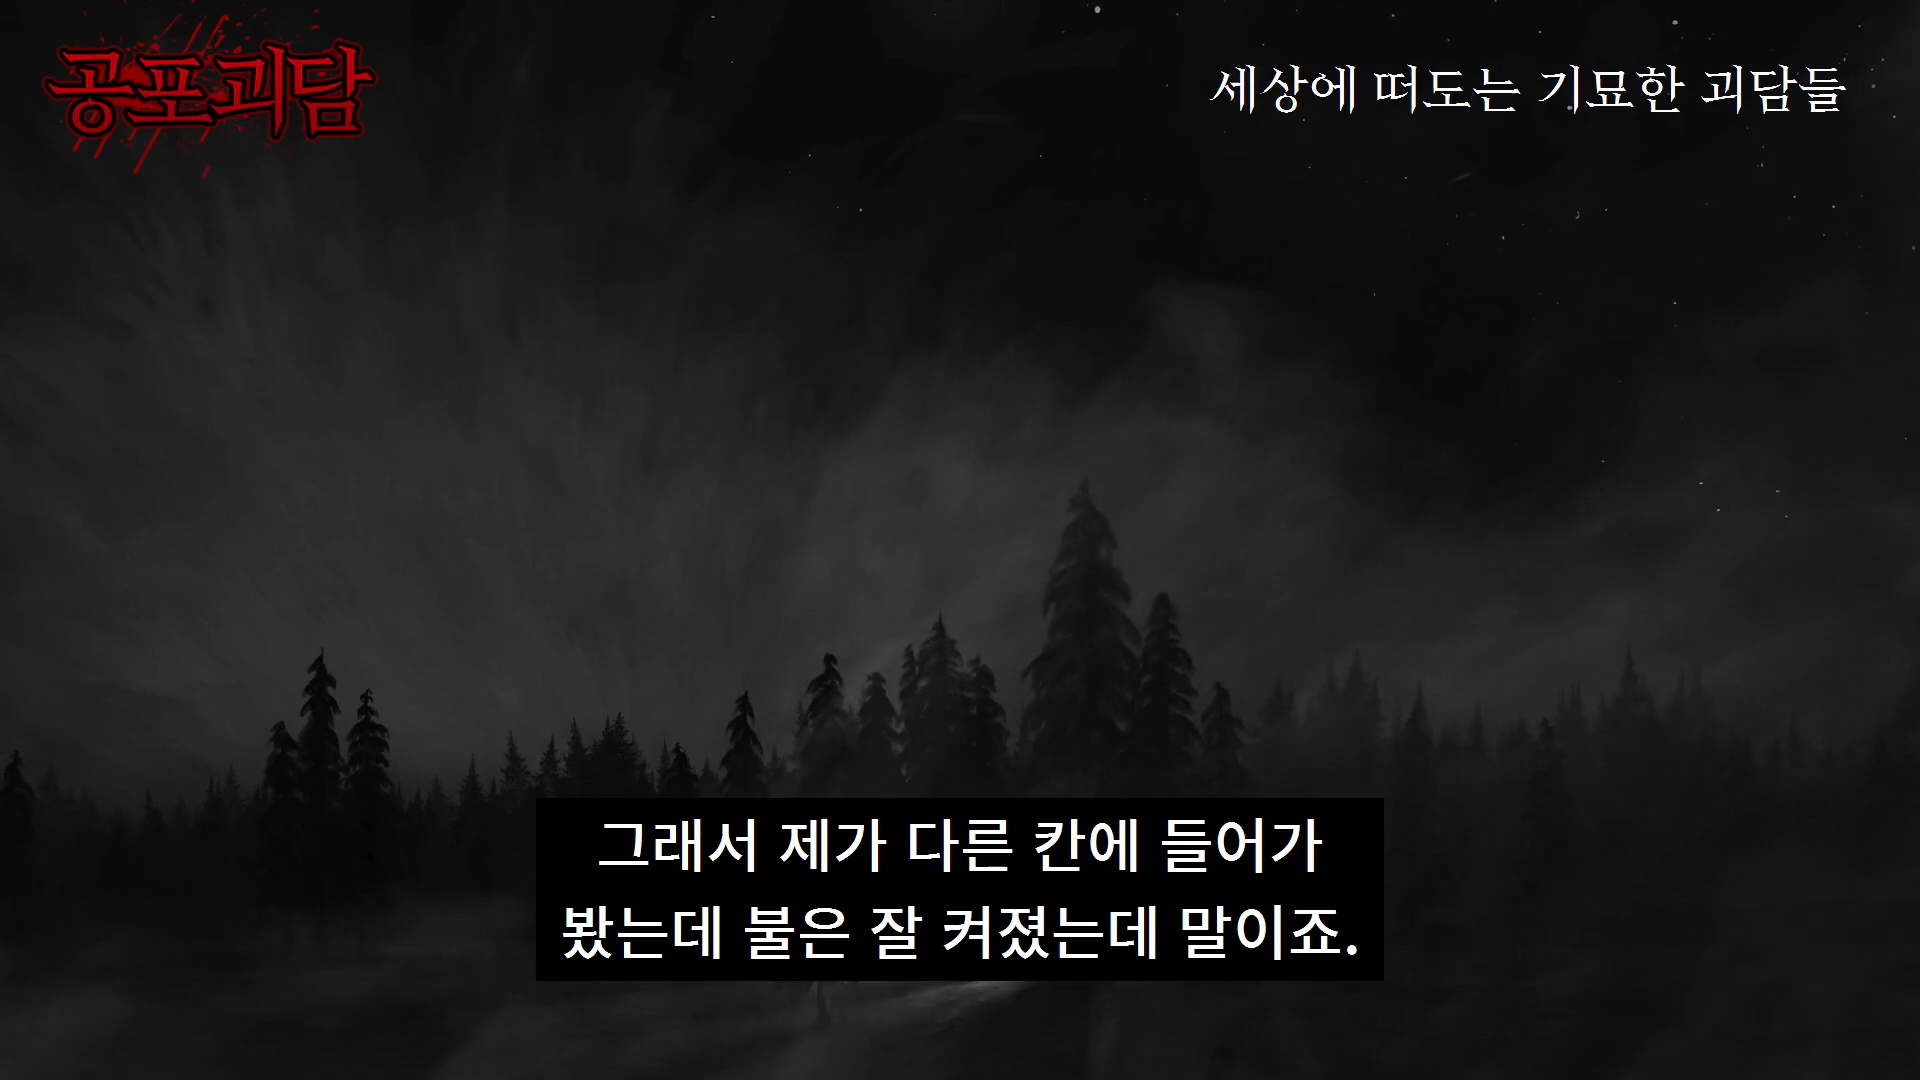 공포괴담
세상에 떠도는 기묘한 괴담들
그래서 제가 다른 칸에 들어가
봤는데 불은 잘 켜졌는데 말이죠.